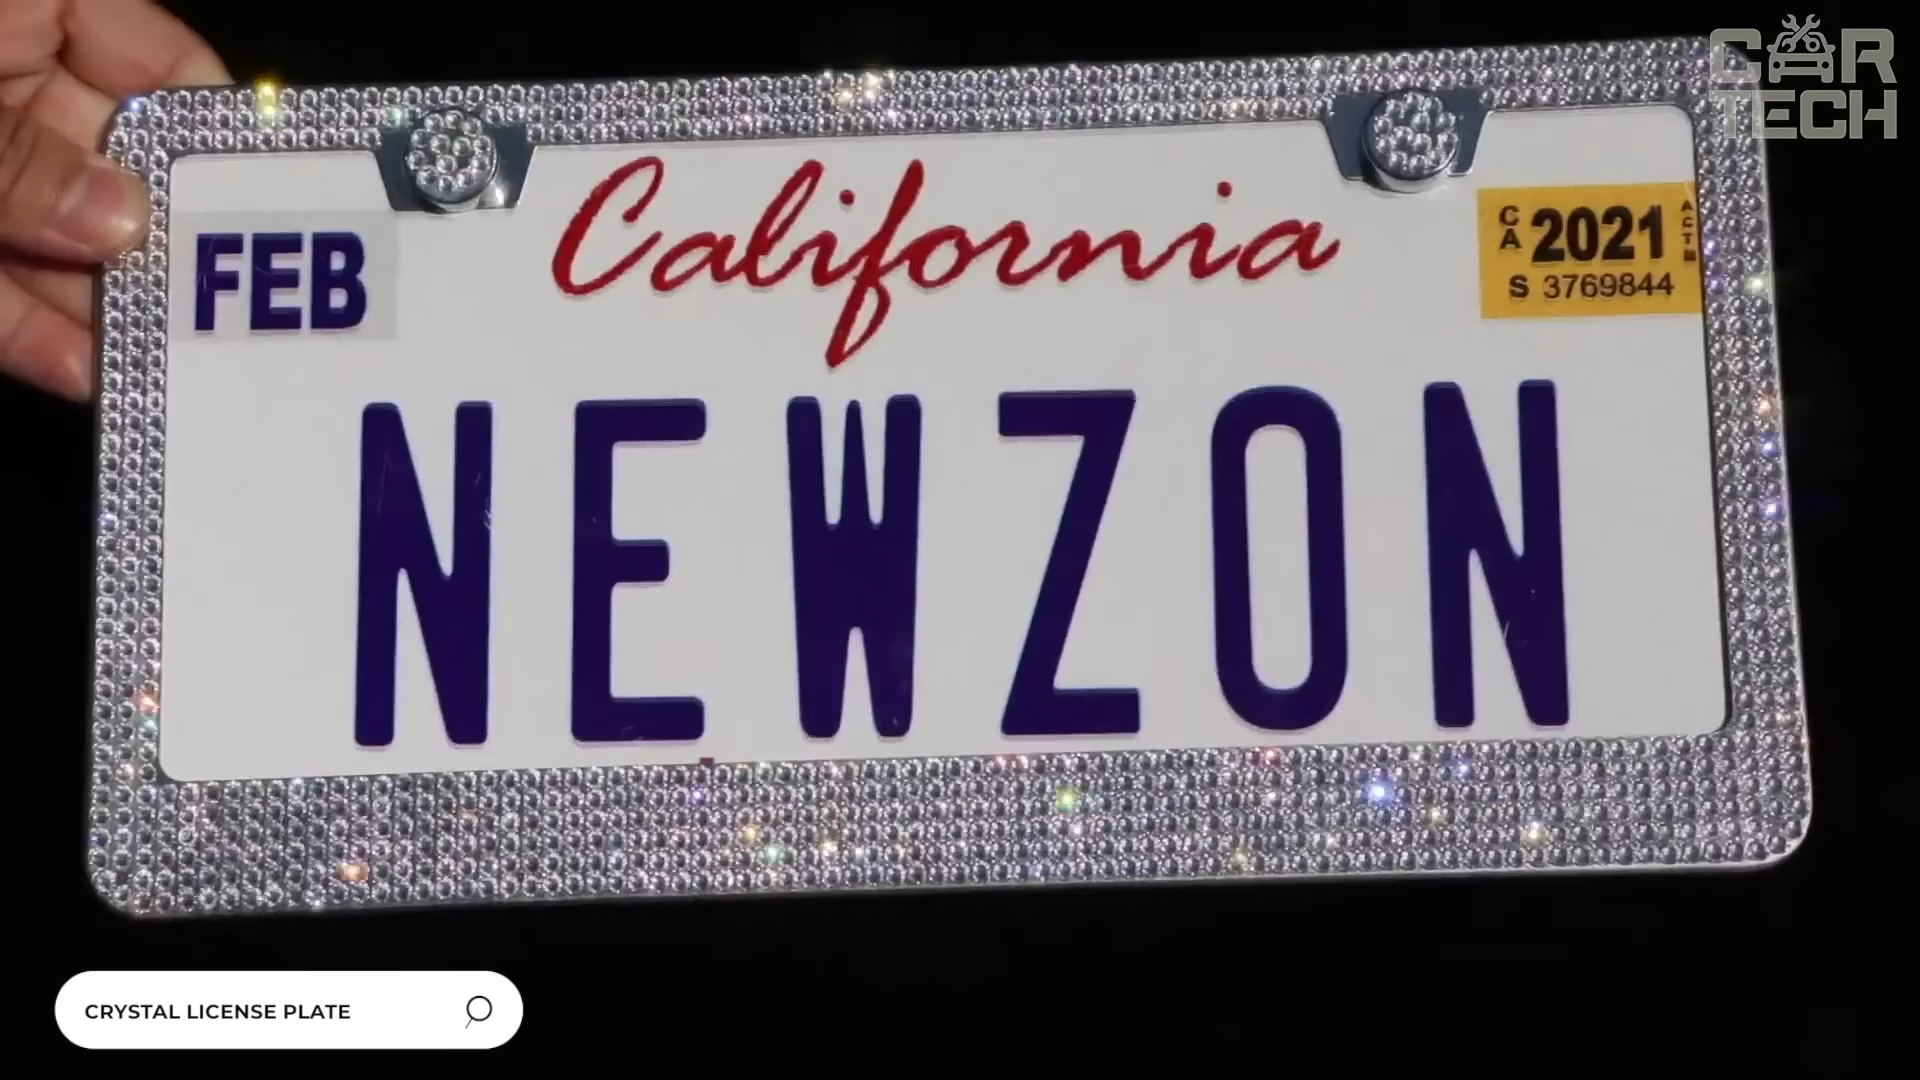 CAR
TECH
California
FEB
CA 2021 ACTM
S 3769844
NEWZON
CRYSTAL LICENSE PLATE